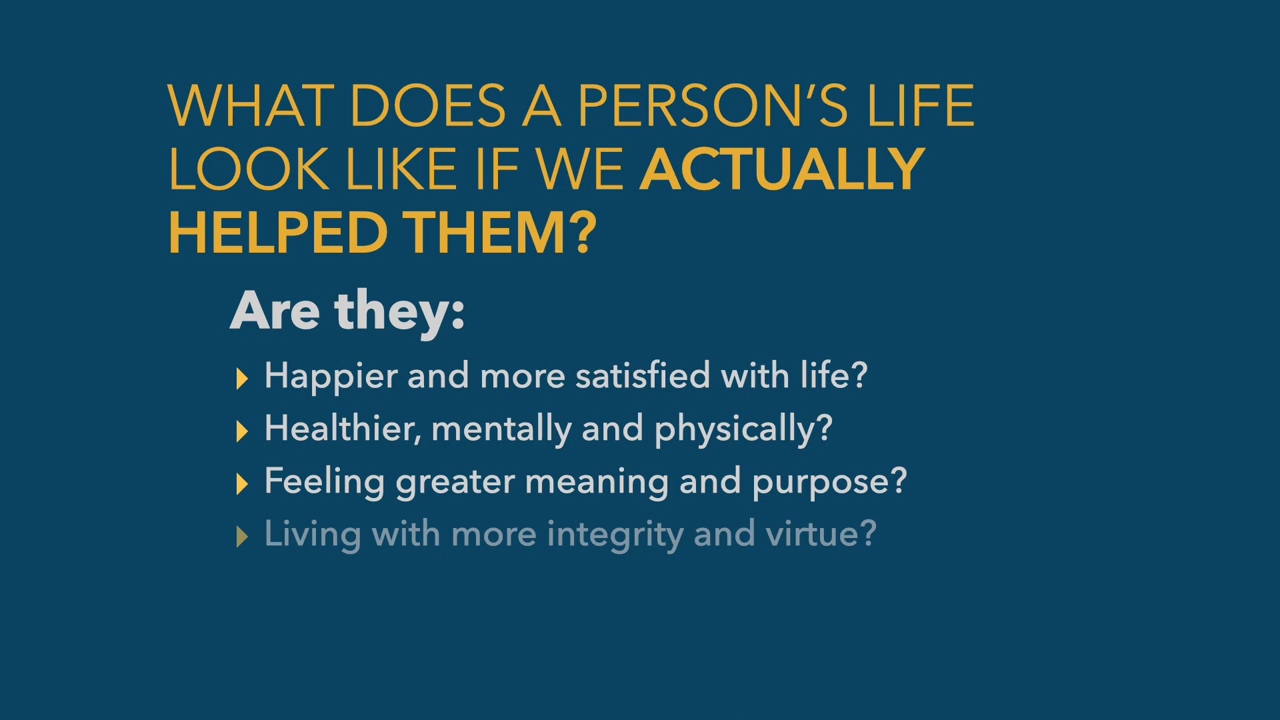 WHAT DOES A PERSON’S LIFE
LOOK LIKE IF WE ACTUALLY
HELPED THEM?
Are they:
Happier and more satisfied with life?
Healthier, mentally and physically?
Feeling greater meaning and purpose?
Living with more integrity and virtue?